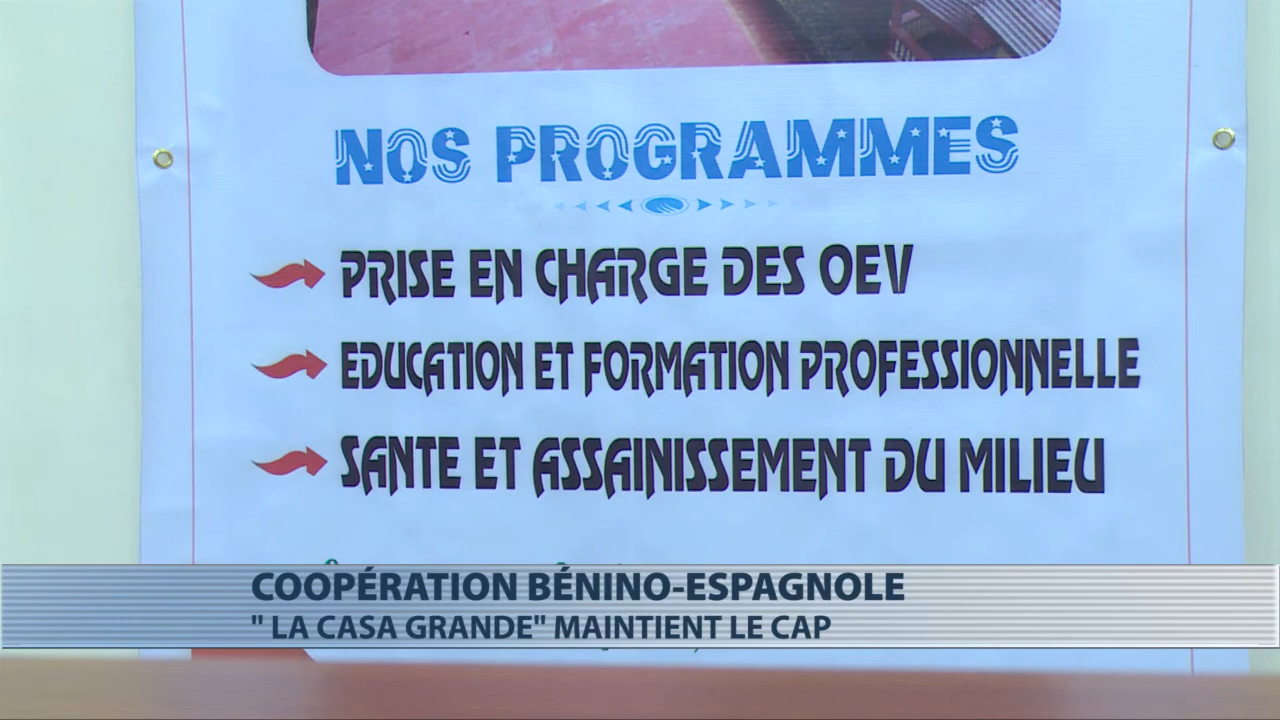 NOS PROGRAMMES
PRISE EN CHARGE DES OEV
EDUCATION ET FORMATION PROFESSIONNELLE
SANTE ET ASSAINISSEMENT DU MILIEU
COOPÉRATION BÉNINO-ESPAGNOLE
" LA CASA GRANDE" MAINTIENT LE CAP